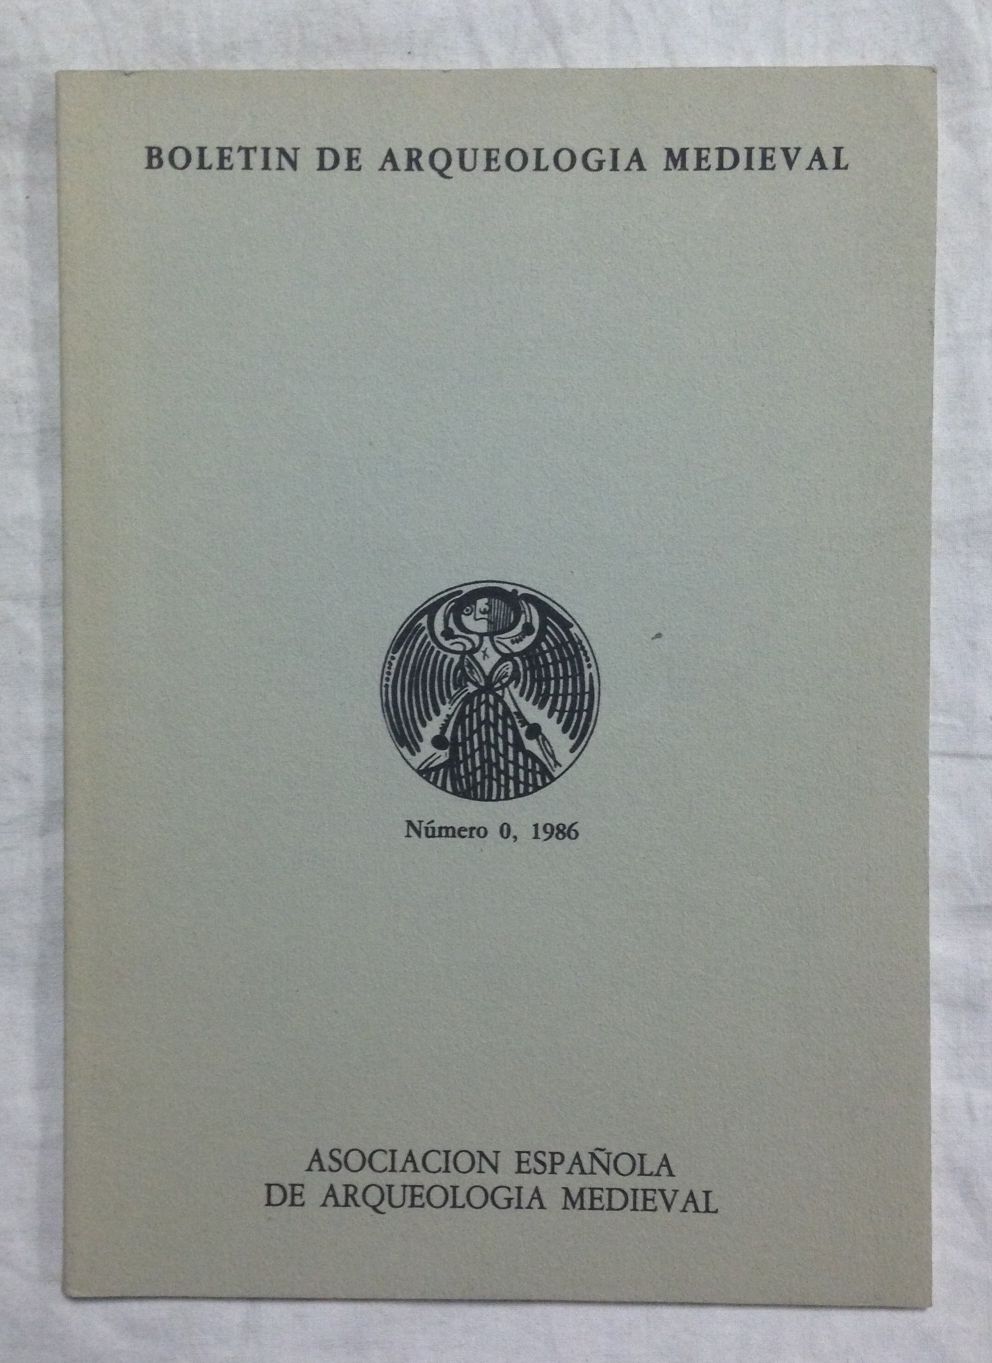 BOLETIN DE ARQUEOLOGIA MEDIEVAL
Número 0, 1986
ASOCIACION ESPAÑOLA
DE ARQUEOLOGIA MEDIEVAL